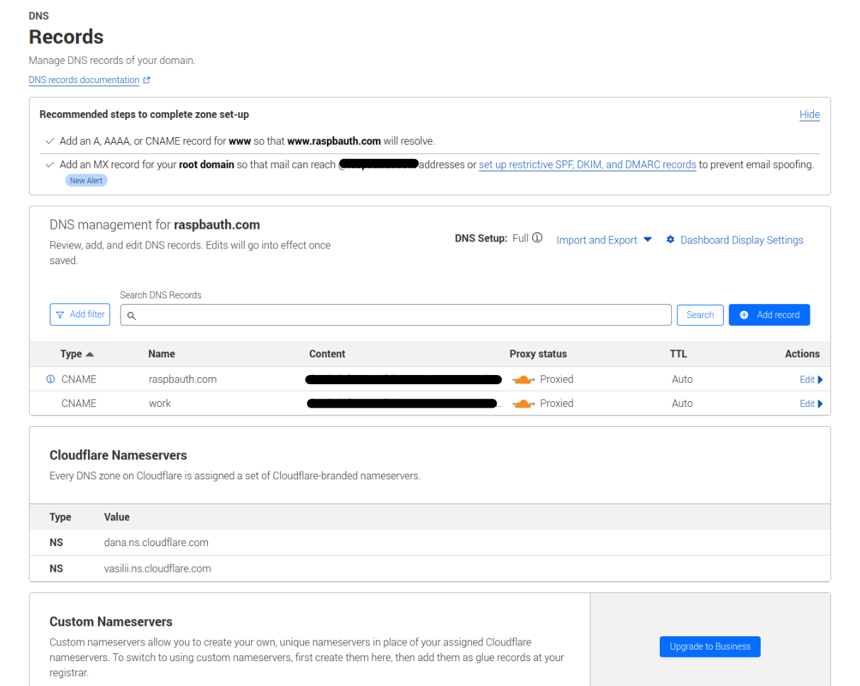 DNS
Records
Manage DNS records of your domain.
DNS records documentation
Recommended steps to complete zone set-up
Hide
Add an A, AAAA, or CNAME record for www so that www.raspbauth.com will resolve.
Add an MX record for your root domain so that mail can reach addresses or set up restrictive SPF, DKIM, and DMARC records to prevent email spoofing.
New Alert
DNS management for raspbauth.com
Review, add, and edit DNS records. Edits will go into effect once
saved.
DNS Setup: Full
Import and Export
Dashboard Display Settings
Search DNS Records
Add filter
Search
Add record
Type Name Content Proxy status TTL Actions
CNAME raspbauth.com Proxied Auto Edit
CNAME work Proxied Auto Edit
Cloudflare Nameservers
Every DNS zone on Cloudflare is assigned a set of Cloudflare-branded nameservers.
Type Value
NS dana.ns.cloudflare.com
NS vasilii.ns.cloudflare.com
Custom Nameservers
Custom nameservers allow you to create your own, unique nameservers in place of your assigned Cloudflare
nameservers. To switch to using custom nameservers, first create them here, then add them as glue records at your
registrar.
Upgrade to Business